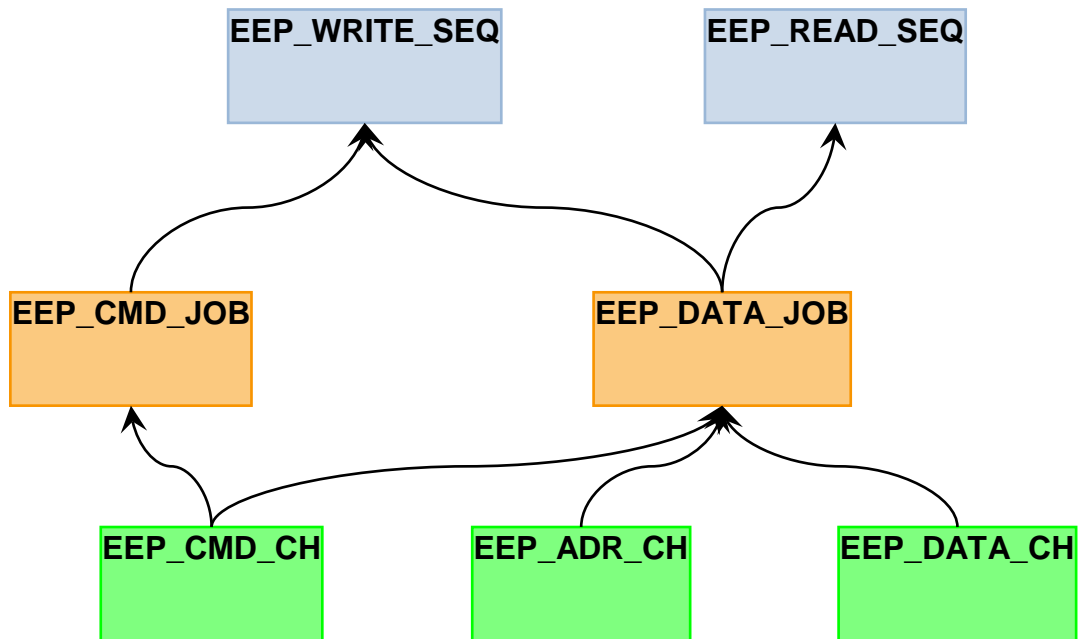 EEP_WRITE_SEQ
EEP_READ_SEQ
EEP_CMD_JOB
EEP_DATA_JOB
EEP_CMD_CH
EEP_ADR_CH
EEP_DATA_CH